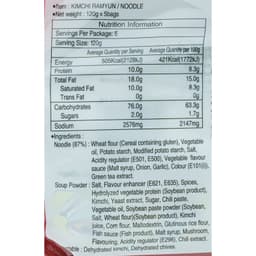 •Item : KIMCHI RAMYUN / NOODLE
•Net weight : 120g x 5bags
Nutrition Information
Servings Per Package: 5
Serving Size: 120g
Average Quantity per Serving Average Quantity per 100g
Energy 505Kcal(2128kJ) 421Kcal(1772kJ)
Protein 10.0g 8.3g
Total Fat 18.0g 15.0g
Saturated Fat 10.0g 8.3g
Trans Fat 0g 0g
Carbohydrates 76.0g 63.3g
Sugars 2.0g 1.7g
Sodium 2576mg 2147mg
•Ingredients :
Noodle (87%) : Wheat flour (Cereal containing gluten), Vegetable
oil, Potato starch, Modified potato starch, Salt,
Acidity regulator (E501, E500), Vegetable flavour
sauce (Malt syrup, Onion, Garlic), Colour (E101(i)),
Green tea extract.
Soup Powder : Salt, Flavour enhancer (E621, E635), Spices,
Hydrolyzed vegetable protein (Soybean product),
Kimchi, Yeast extract, Sugar, Chili paste,
Vegetable oil, Soybean paste powder (Soybean,
Salt, Wheat flour)(Soybean product), Kimchi
juice, Corn flour, Maltodextrin, Glutinous rice flour,
Fish sauce (Fish product), Malt syrup, Mushroom,
Flavouring, Acidity regulator (E296), Chili extract.
: Dehydrated kimchi, Dehydrated chives.